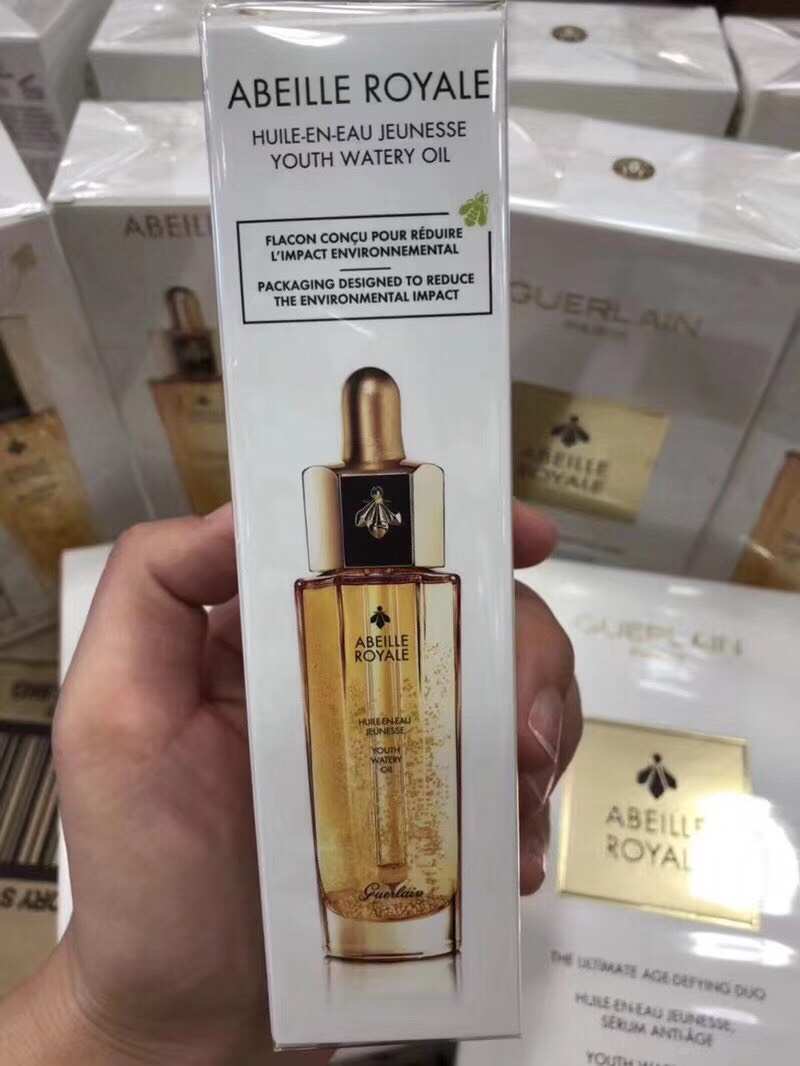 ABEILLE ROYALE
HUILE-EN-EAU JEUNESSE
YOUTH WATERY OIL
FLACON CONÇU POUR RÉDUIRE
L'IMPACT ENVIRONNEMENTAL
PACKAGING DESIGNED TO REDUCE
THE ENVIRONMENTAL IMPACT
ABEILLE
ROYALE
HUILE-EN-EAU
JEUNESSE
YOUTH
WATERY
OIL
Guerlain
ABEIL
GUERLAIN
PARIS
ABEILLE
ROYALE
GUERLAIN
ABEILLE
ROYAL
THE ULTIMATE AGE-DEFYING DUO
HUILE-EN-EAU JEUNESSE,
SÉRUM ANTI-ÂGE
YOUTH